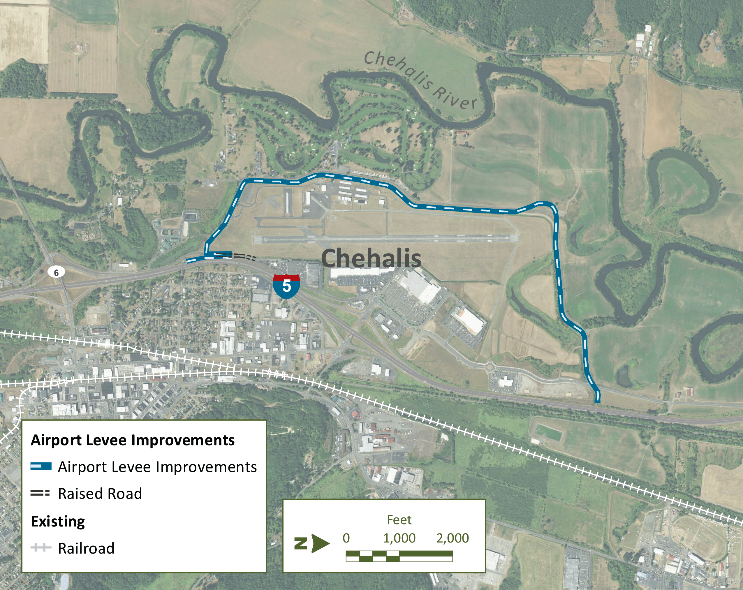 Chehalis River
Chehalis
6
5
Airport Levee Improvements
Airport Levee Improvements
Raised Road
Existing
Railroad
Feet
N
0 1,000 2,000